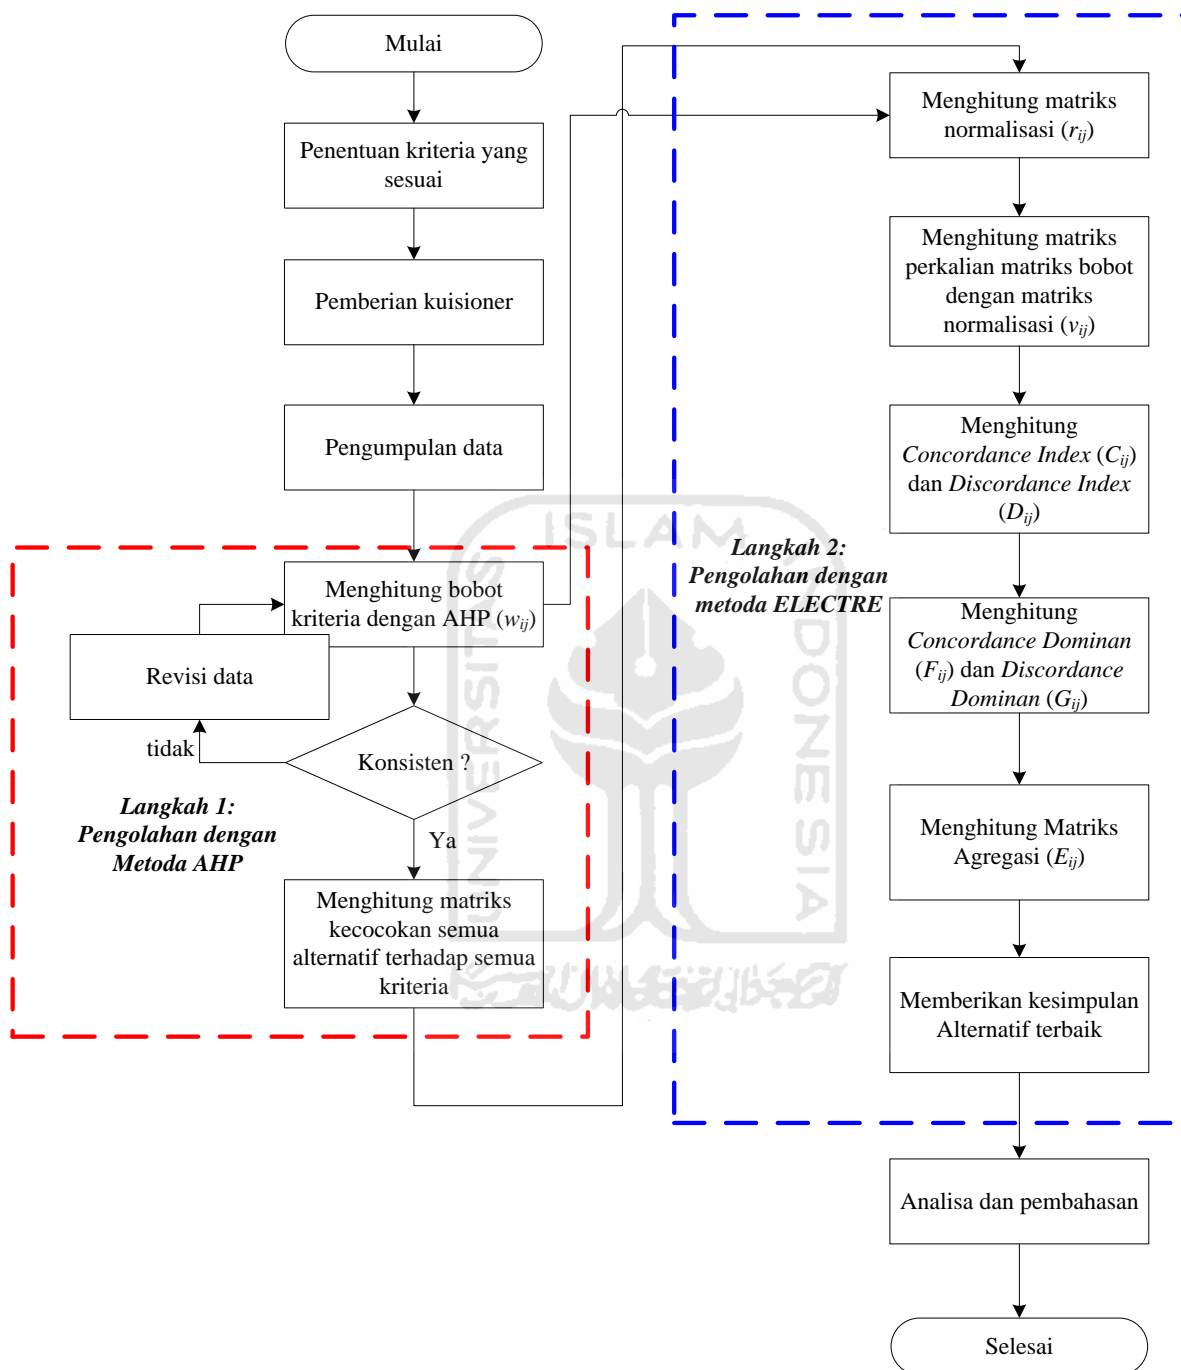 Mulai
Penentuan kriteria yang
sesuai
Pemberian kuisioner
Pengumpulan data
Menghitung bobot
kriteria dengan AHP (wij)
Revisi data
tidak
Konsisten ?
Langkah 1:
Pengolahan dengan
Metoda AHP
Ya
Menghitung matriks
kecocokan semua
alternatif terhadap semua
kriteria
Langkah 2:
Pengolahan dengan
metoda ELECTRE
Menghitung matriks
normalisasi (rij)
Menghitung matriks
perkalian matriks bobot
dengan matriks
normalisasi (vij)
Menghitung
Concordance Index (Cij)
dan Discordance Index
(Dij)
Menghitung
Concordance Dominan
(Fij) dan Discordance
Dominan (Gij)
Menghitung Matriks
Agregasi (Eij)
Memberikan kesimpulan
Alternatif terbaik
Analisa dan pembahasan
Selesai
UNIVERSITAS
ISLAM
INDONESIA